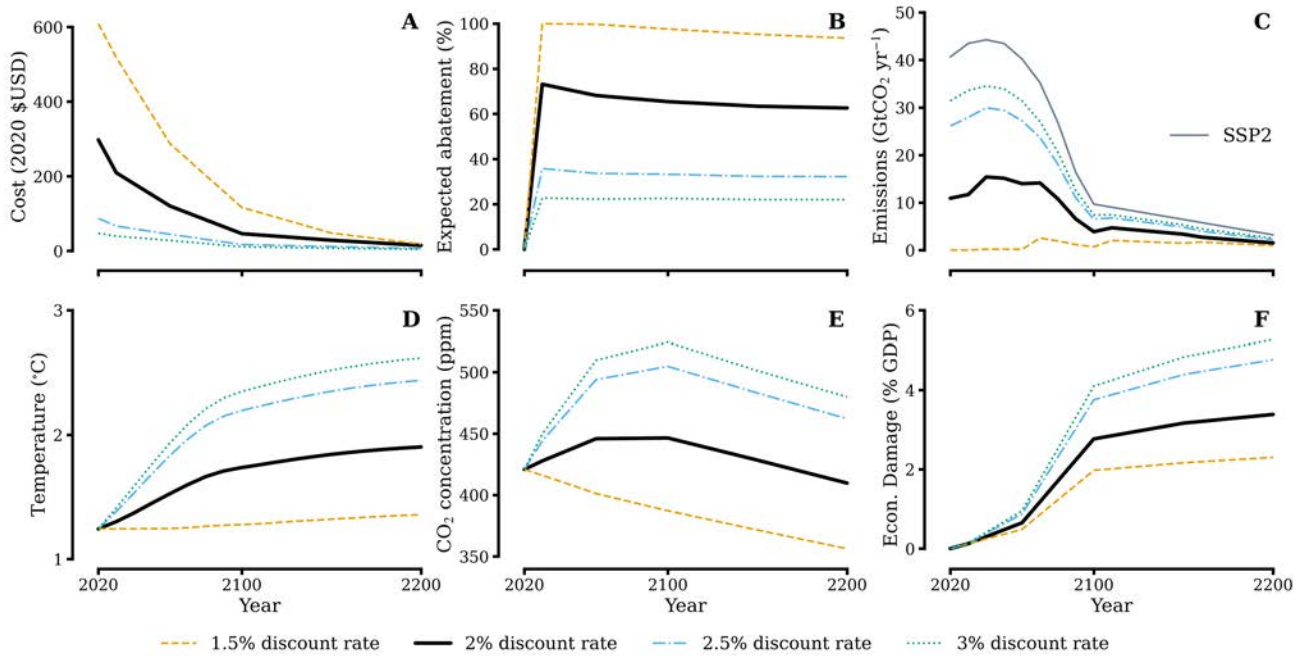 A
Cost (2020 $USD)
600
400
200
0
B
Expected abatement (%)
100
80
60
40
20
0
C
Emissions (GtCO₂ yr⁻¹)
50
40
30
20
10
0
SSP2
D
Temperature (°C)
3
2
1
2020
2100
2200
Year
E
CO₂ concentration (ppm)
550
500
450
400
350
2020
2100
2200
Year
F
Econ. Damage (% GDP)
6
4
2
0
2020
2100
2200
Year
1.5% discount rate
2% discount rate
2.5% discount rate
3% discount rate